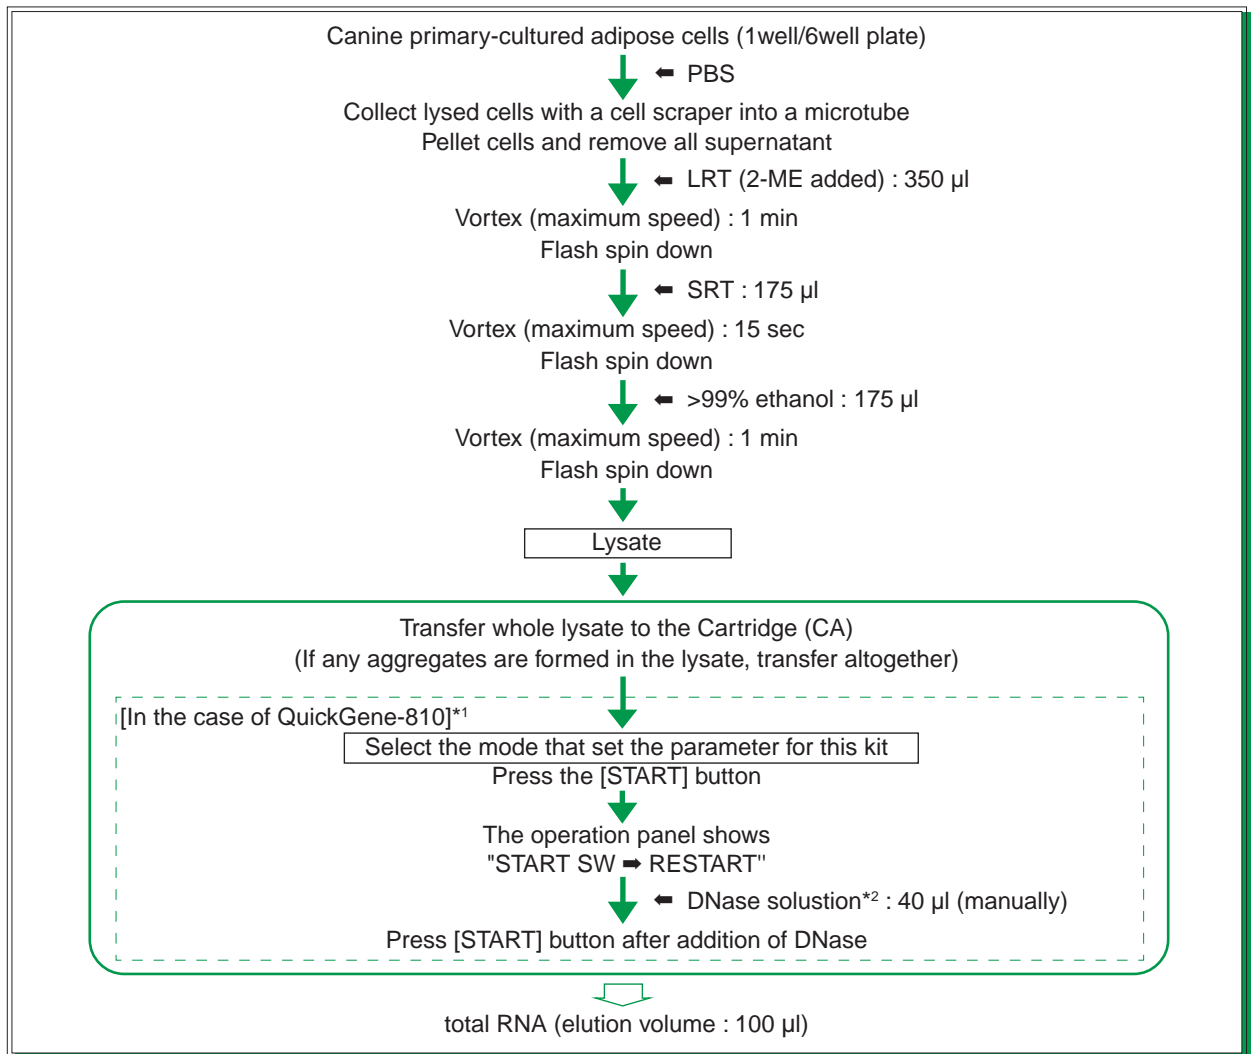 Canine primary-cultured adipose cells (1well/6well plate)
⬅ PBS
Collect lysed cells with a cell scraper into a microtube
Pellet cells and remove all supernatant
⬅ LRT (2-ME added) : 350 µl
Vortex (maximum speed) : 1 min
Flash spin down
⬅ SRT : 175 µl
Vortex (maximum speed) : 15 sec
Flash spin down
⬅ >99% ethanol : 175 µl
Vortex (maximum speed) : 1 min
Flash spin down
Lysate
Transfer whole lysate to the Cartridge (CA)
(If any aggregates are formed in the lysate, transfer altogether)
[In the case of QuickGene-810]*1
Select the mode that set the parameter for this kit
Press the [START] button
The operation panel shows
"START SW ➡ RESTART"
⬅ DNase solustion*2 : 40 µl (manually)
Press [START] button after addition of DNase
total RNA (elution volume : 100 µl)